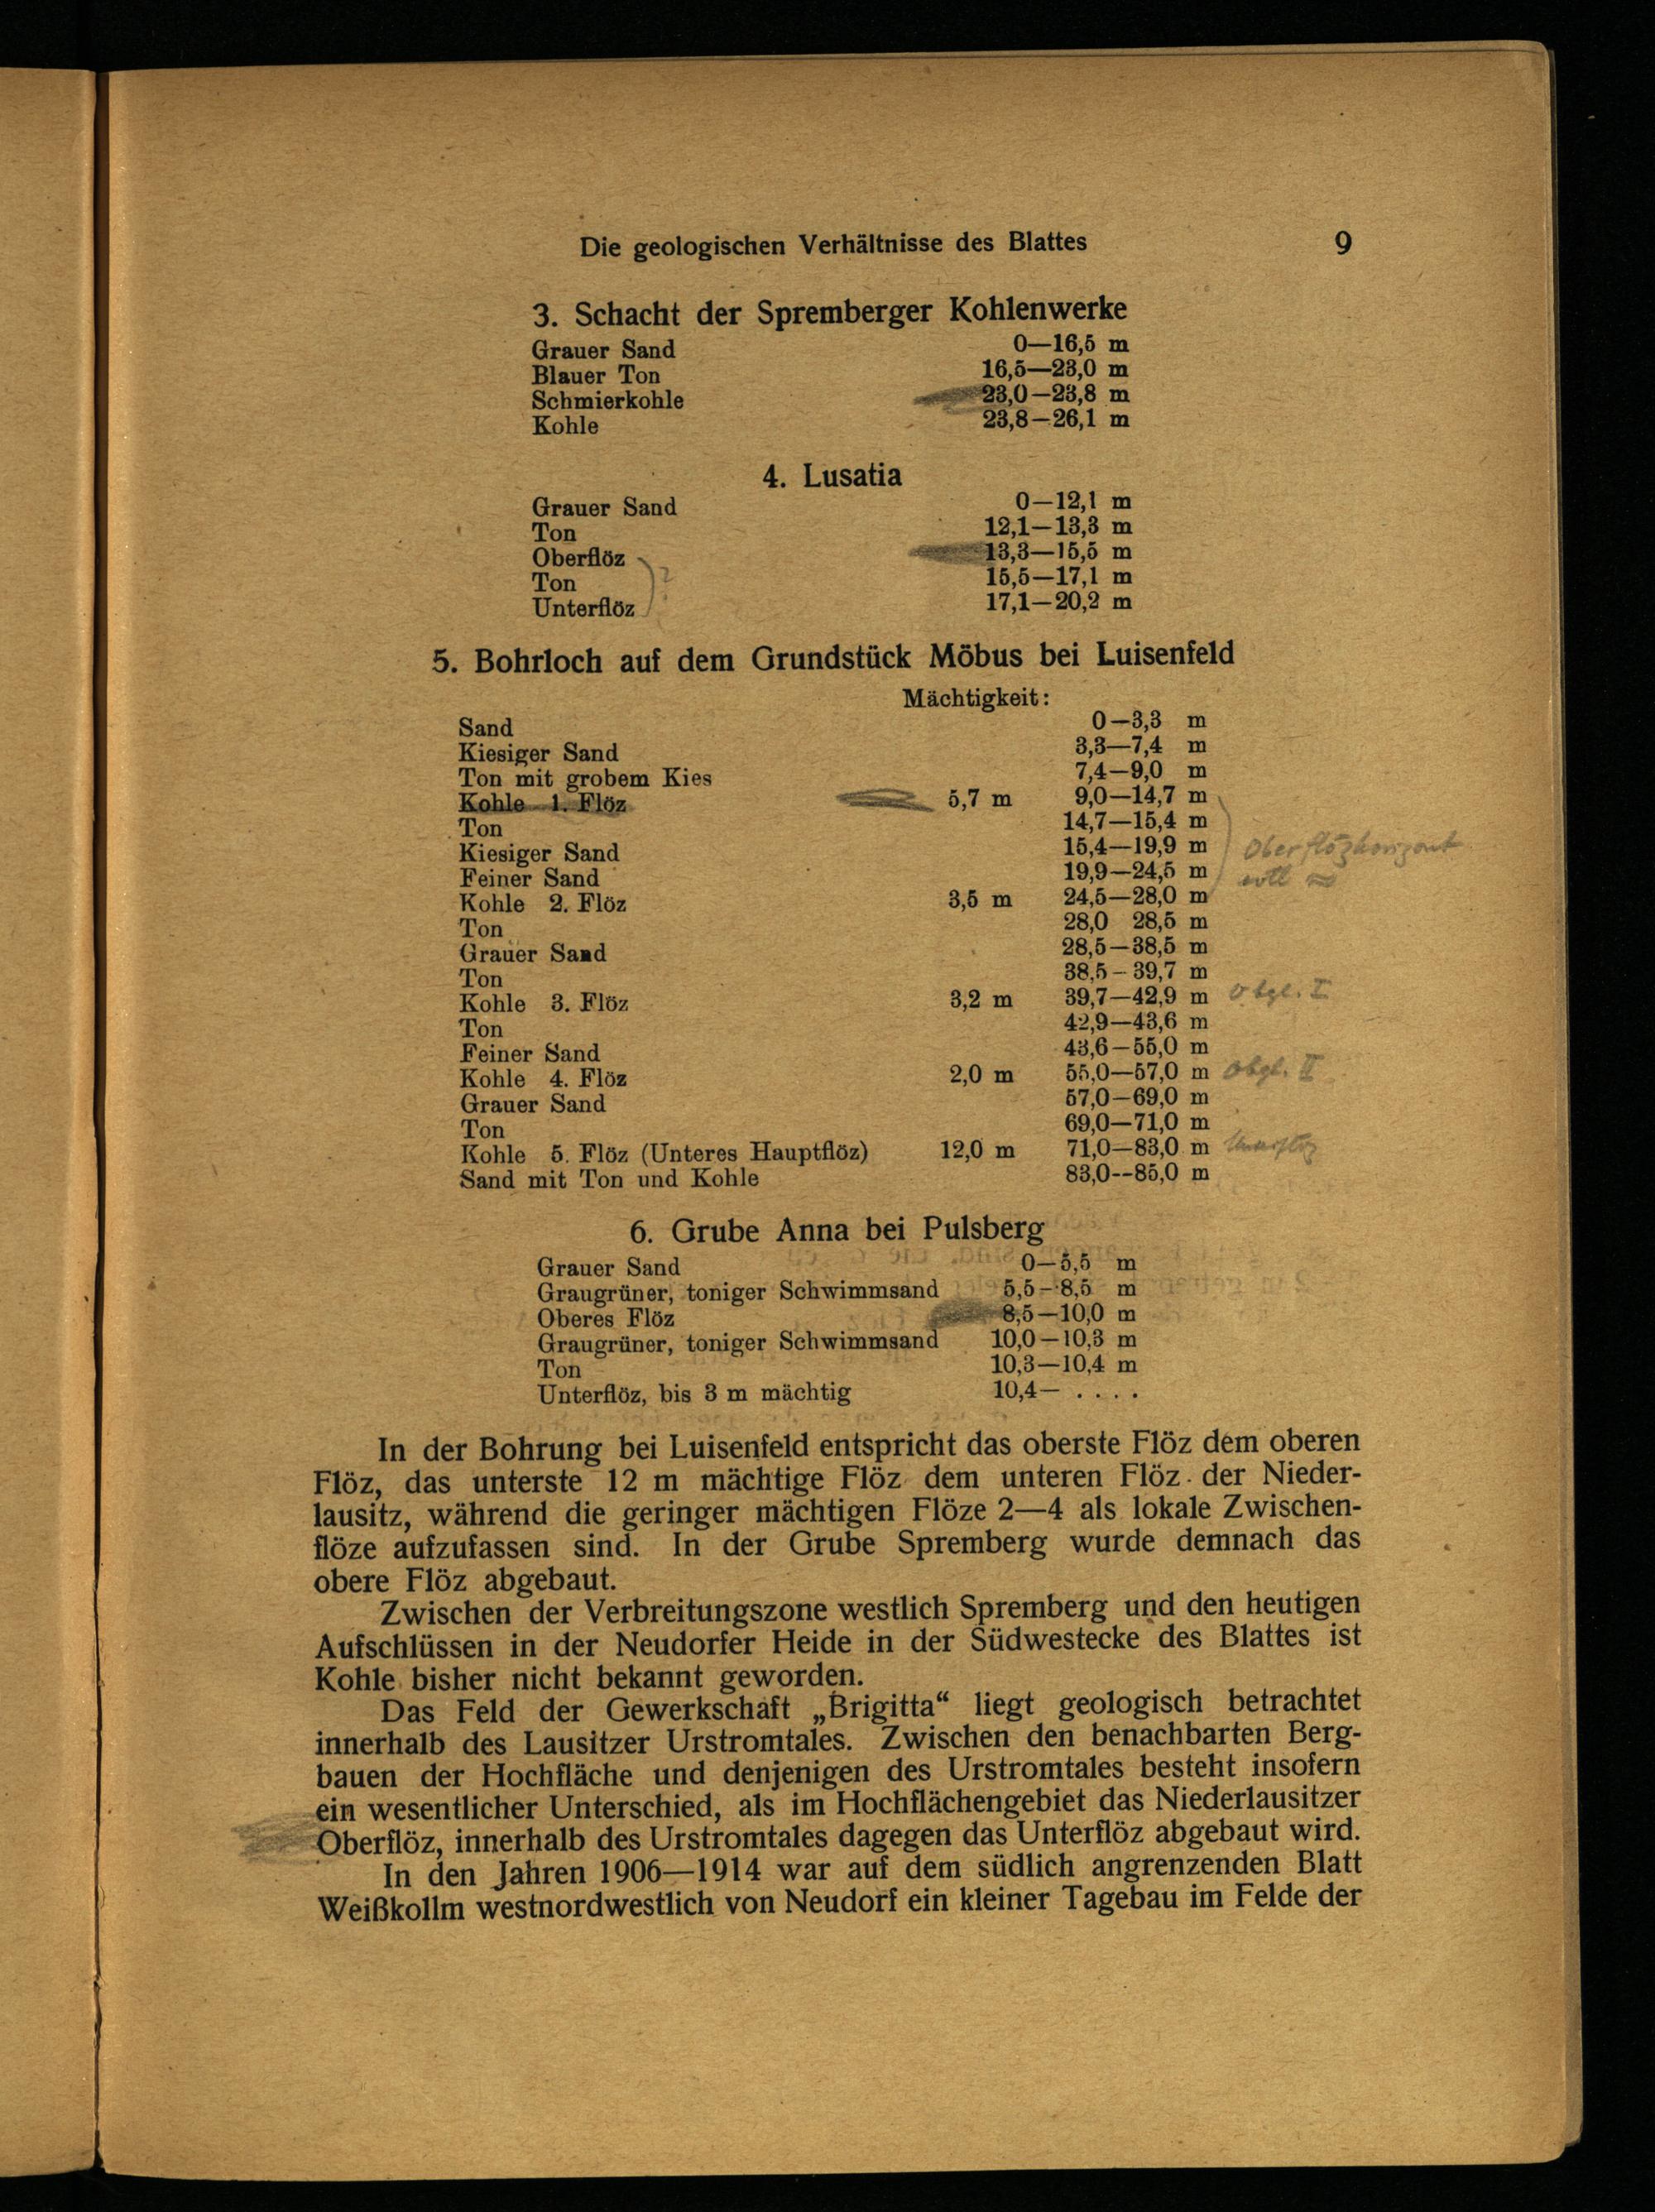 Die geologischen Verhältnisse des Blattes 9
3. Schacht der Spremberger Kohlenwerke
Grauer Sand 0—16,5 m
Blauer Ton 16,5—23,0 m
Schmierkohle 23,0—23,8 m
Kohle 23,8—26,1 m
4. Lusatia
Grauer Sand 0—12,1 m
Ton 12,1—13,3 m
Oberflöz 13,3—15,5 m
Ton 15,5—17,1 m
Unterflöz 17,1—20,2 m
?
5. Bohrloch auf dem Grundstück Möbus bei Luisenfeld
Mächtigkeit:
Sand 0—3,3 m
Kiesiger Sand 3,3—7,4 m
Ton mit grobem Kies 7,4—9,0 m
Kohle 1. Flöz 5,7 m 9,0—14,7 m
Ton 14,7—15,4 m
Kiesiger Sand 15,4—19,9 m Oberflözhorizont
Feiner Sand 19,9—24,5 m
Kohle 2. Flöz 3,5 m 24,5—28,0 m
Ton 28,0 28,5 m
Grauer Sand 28,5—38,5 m
Ton 38,5—39,7 m
Kohle 3. Flöz 3,2 m 39,7—42,9 m Obgl. I
Ton 42,9—43,6 m
Feiner Sand 43,6—55,0 m
Kohle 4. Flöz 2,0 m 55,0—57,0 m Obgl. II
Grauer Sand 57,0—69,0 m
Ton 69,0—71,0 m
Kohle 5. Flöz (Unteres Hauptflöz) 12,0 m 71,0—83,0 m Unterflöz
Sand mit Ton und Kohle 83,0--85,0 m
6. Grube Anna bei Pulsberg
Grauer Sand 0—5,5 m
Graugrüner, toniger Schwimmsand 5,5—8,5 m
Oberes Flöz 8,5—10,0 m
Graugrüner, toniger Schwimmsand 10,0—10,3 m
Ton 10,3—10,4 m
Unterflöz, bis 3 m mächtig 10,4— . . . .
In der Bohrung bei Luisenfeld entspricht das oberste Flöz dem oberen
Flöz, das unterste 12 m mächtige Flöz dem unteren Flöz der Nieder-
lausitz, während die geringer mächtigen Flöze 2—4 als lokale Zwischen-
flöze aufzufassen sind. In der Grube Spremberg wurde demnach das
obere Flöz abgebaut.
Zwischen der Verbreitungszone westlich Spremberg und den heutigen
Aufschlüssen in der Neudorfer Heide in der Südwestecke des Blattes ist
Kohle bisher nicht bekannt geworden.
Das Feld der Gewerkschaft „Brigitta“ liegt geologisch betrachtet
innerhalb des Lausitzer Urstromtales. Zwischen den benachbarten Berg-
bauen der Hochfläche und denjenigen des Urstromtales besteht insofern
ein wesentlicher Unterschied, als im Hochflächengebiet das Niederlausitzer
Oberflöz, innerhalb des Urstromtales dagegen das Unterflöz abgebaut wird.
In den Jahren 1906—1914 war auf dem südlich angrenzenden Blatt
Weißkollm westnordwestlich von Neudorf ein kleiner Tagebau im Felde der